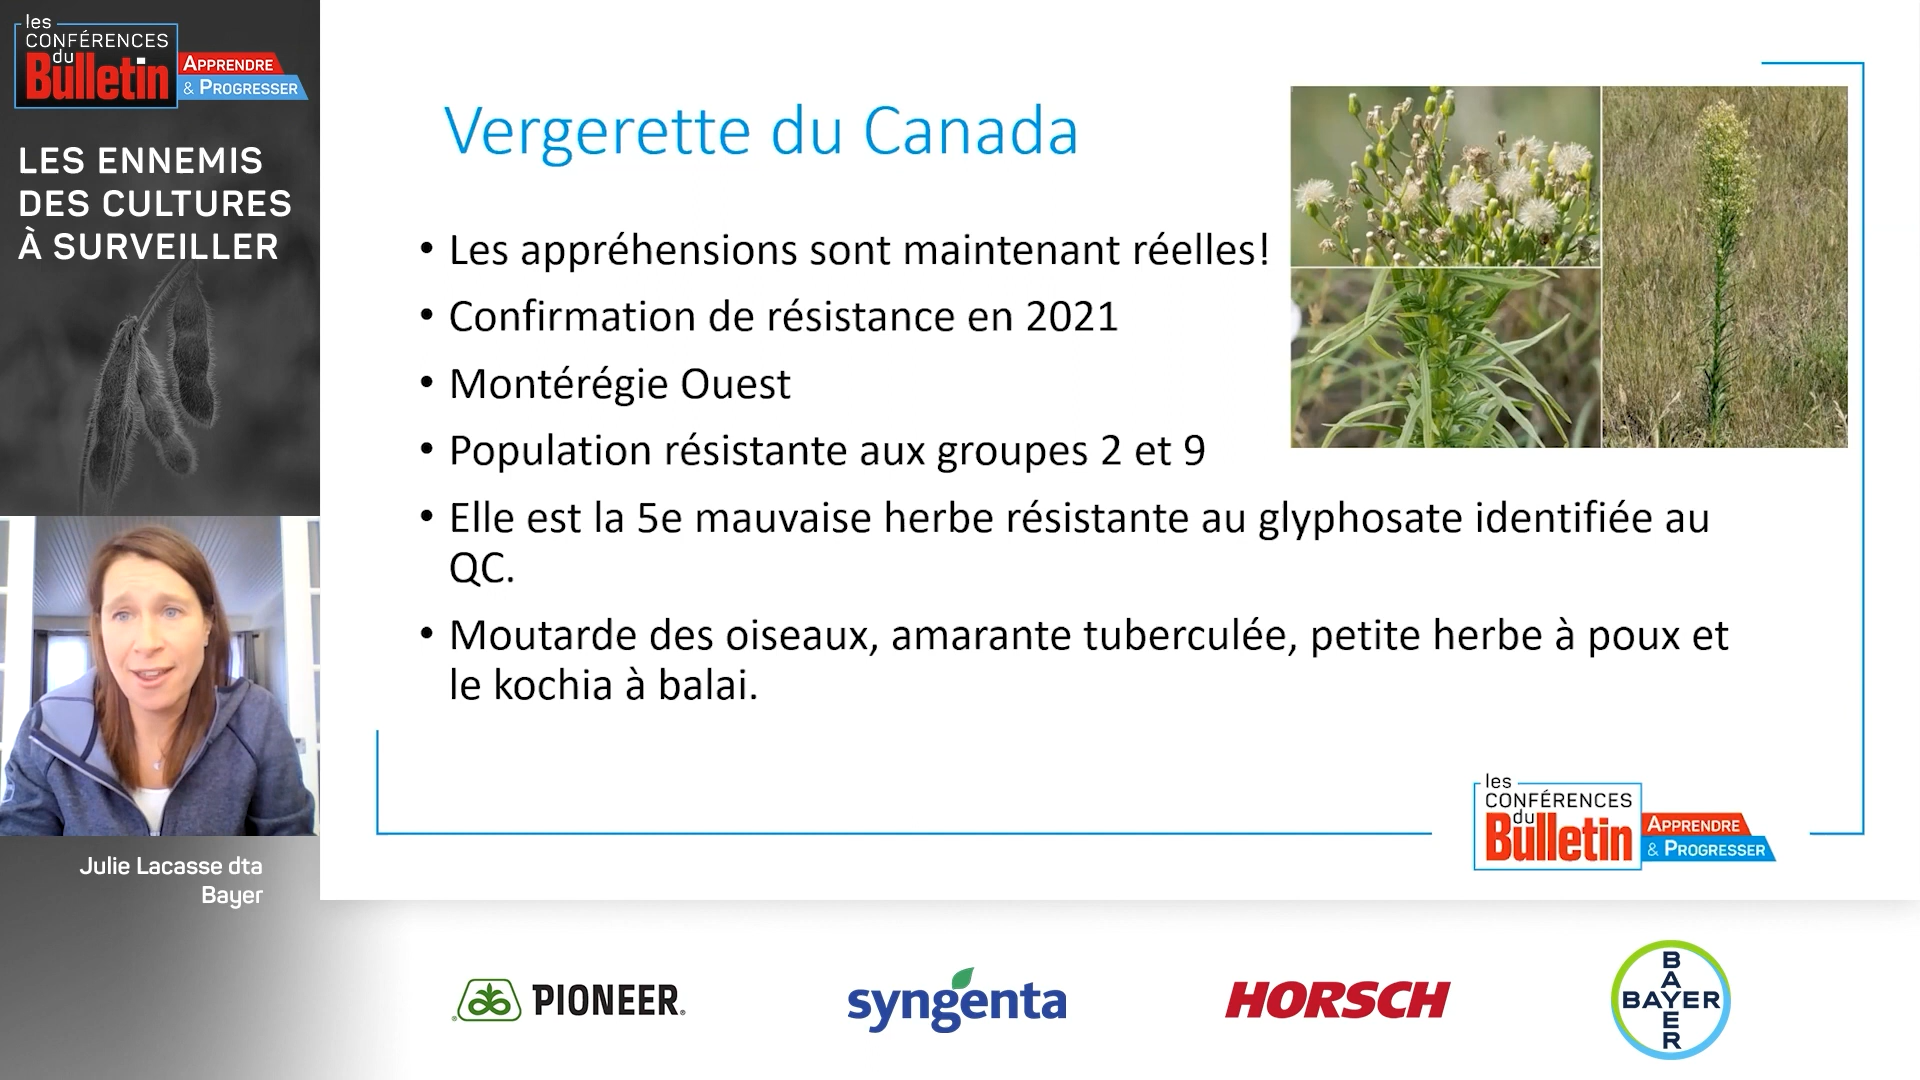 les
CONFÉRENCES
du
Bulletin
APPRENDRE
& PROGRESSER
LES ENNEMIS
DES CULTURES
À SURVEILLER
Julie Lacasse dta
Bayer
Vergerette du Canada
• Les appréhensions sont maintenant réelles!
• Confirmation de résistance en 2021
• Montérégie Ouest
• Population résistante aux groupes 2 et 9
• Elle est la 5e mauvaise herbe résistante au glyphosate identifiée au
QC.
• Moutarde des oiseaux, amarante tuberculée, petite herbe à poux et
le kochia à balai.
les
CONFÉRENCES
du
Bulletin
APPRENDRE
& PROGRESSER
PIONEER.
syngenta
HORSCH
BAYER
BAYER